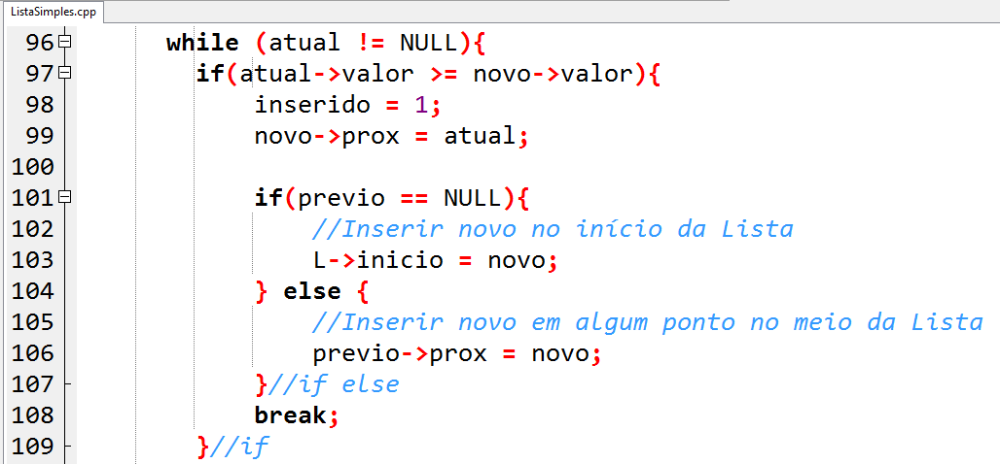 ListaSimples.cpp
96 while (atual != NULL){
97 if(atual->valor >= novo->valor){
98 inserido = 1;
99 novo->prox = atual;
100
101 if(previo == NULL){
102 //Inserir novo no início da Lista
103 L->inicio = novo;
104 } else {
105 //Inserir novo em algum ponto no meio da Lista
106 previo->prox = novo;
107 }//if else
108 break;
109 }//if